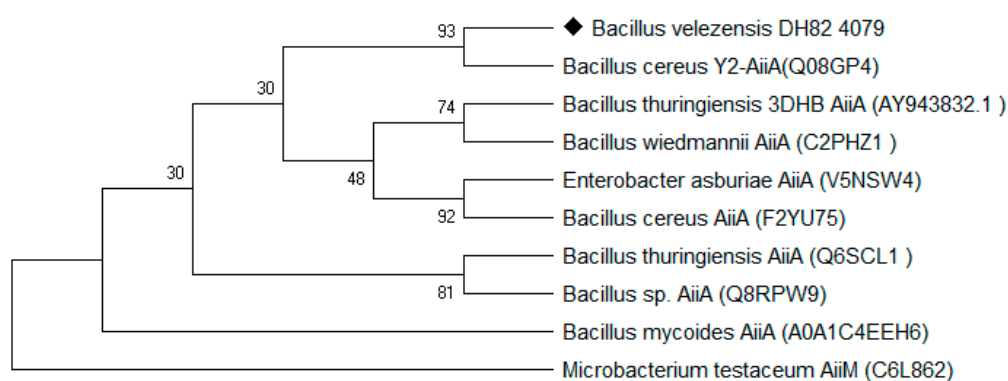 93
◆ Bacillus velezensis DH82 4079
Bacillus cereus Y2-AiiA(Q08GP4)
30
74
Bacillus thuringiensis 3DHB AiiA (AY943832.1 )
Bacillus wiedmannii AiiA (C2PHZ1 )
30
48
Enterobacter asburiae AiiA (V5NSW4)
92
Bacillus cereus AiiA (F2YU75)
Bacillus thuringiensis AiiA (Q6SCL1 )
81
Bacillus sp. AiiA (Q8RPW9)
Bacillus mycoides AiiA (A0A1C4EEH6)
Microbacterium testaceum AiiM (C6L862)